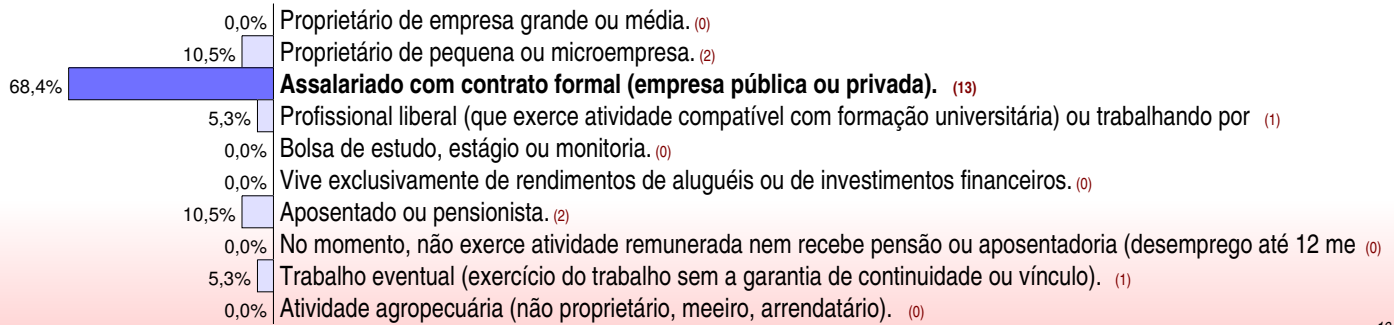 0,0% Proprietário de empresa grande ou média. (0)
10,5% Proprietário de pequena ou microempresa. (2)
68,4% Assalariado com contrato formal (empresa pública ou privada). (13)
5,3% Profissional liberal (que exerce atividade compatível com formação universitária) ou trabalhando por (1)
0,0% Bolsa de estudo, estágio ou monitoria. (0)
0,0% Vive exclusivamente de rendimentos de aluguéis ou de investimentos financeiros. (0)
10,5% Aposentado ou pensionista. (2)
0,0% No momento, não exerce atividade remunerada nem recebe pensão ou aposentadoria (desemprego até 12 me (0)
5,3% Trabalho eventual (exercício do trabalho sem a garantia de continuidade ou vínculo). (1)
0,0% Atividade agropecuária (não proprietário, meeiro, arrendatário). (0)